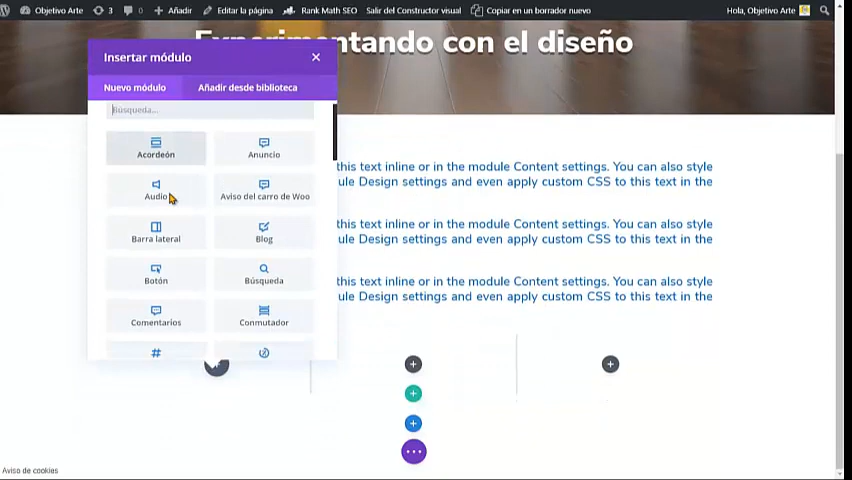 Objetivo Arte 3 0 Añadir Editar la página Rank Math SEO Salir del Constructor visual Copiar en un borrador nuevo Hola, Objetivo Arte
Experimentando con el diseño
Insertar módulo
Nuevo módulo Añadir desde biblioteca
Búsqueda...
Acordeón Anuncio
Audio Aviso del carro de Woo
Barra lateral Blog
Botón Búsqueda
Comentarios Conmutador
this text inline or in the module Content settings. You can also style
ule Design settings and even apply custom CSS to this text in the
this text inline or in the module Content settings. You can also style
ule Design settings and even apply custom CSS to this text in the
this text inline or in the module Content settings. You can also style
ule Design settings and even apply custom CSS to this text in the
Aviso de cookies